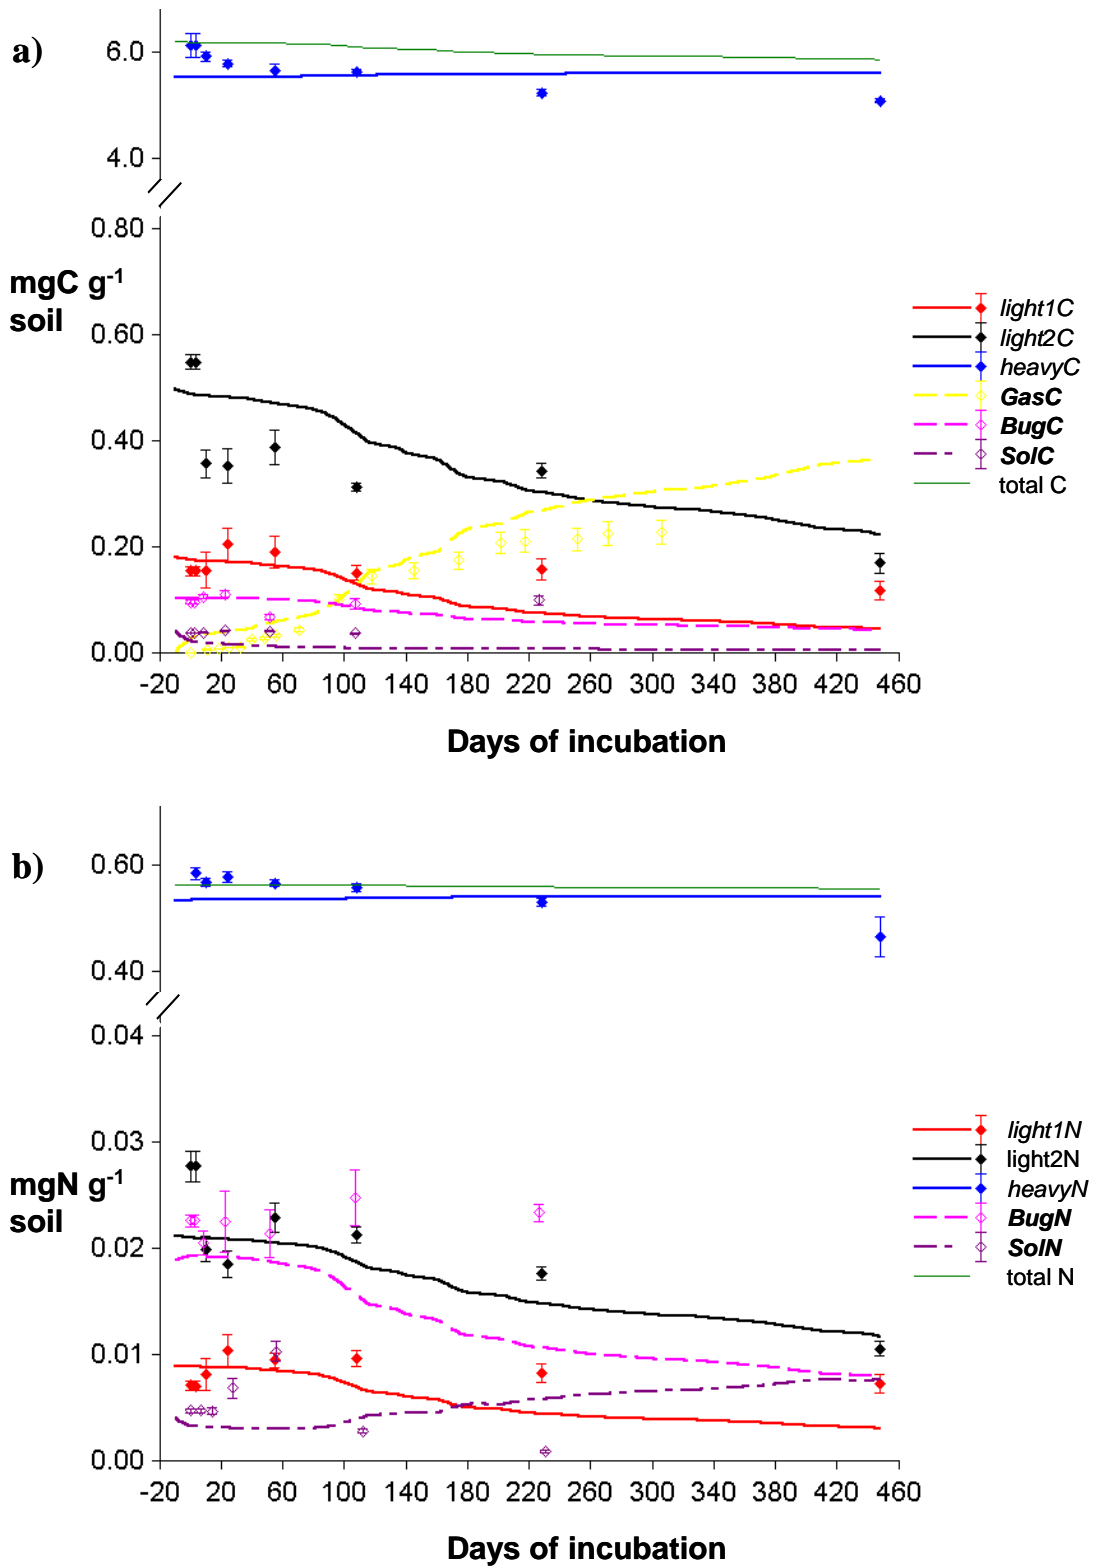 a)
6.0
4.0
0.80
mgC g-1
soil
0.60
0.40
0.20
0.00
-20 20 60 100 140 180 220 260 300 340 380 420 460
Days of incubation
light1C
light2C
heavyC
GasC
BugC
SolC
total C
b)
0.60
0.40
0.04
0.03
mgN g-1
soil
0.02
0.01
0.00
-20 20 60 100 140 180 220 260 300 340 380 420 460
Days of incubation
light1N
light2N
heavyN
BugN
SolN
total N